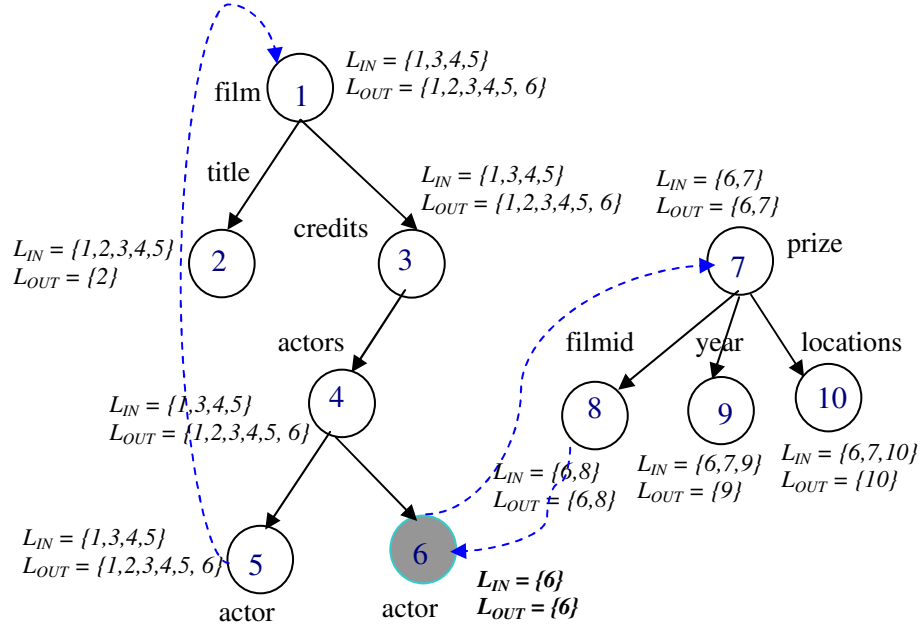 L_IN = {1,3,4,5}
L_OUT = {1,2,3,4,5, 6}
film
1
title
L_IN = {1,3,4,5}
L_OUT = {1,2,3,4,5, 6}
L_IN = {6,7}
L_OUT = {6,7}
credits
prize
L_IN = {1,2,3,4,5}
L_OUT = {2}
2
3
7
actors
filmid
year
locations
4
L_IN = {1,3,4,5}
L_OUT = {1,2,3,4,5, 6}
8
9
10
L_IN = {6,8}
L_OUT = {6,8}
L_IN = {6,7,9}
L_OUT = {9}
L_IN = {6,7,10}
L_OUT = {10}
L_IN = {1,3,4,5}
L_OUT = {1,2,3,4,5, 6}
5
6
actor
actor
L_IN = {6}
L_OUT = {6}